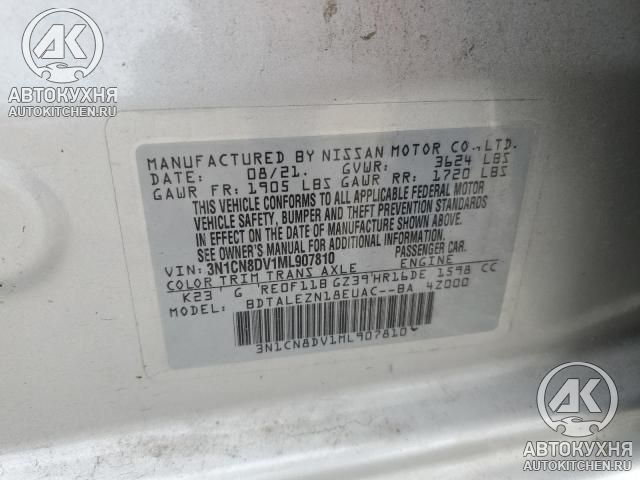 АВТОКУХНЯ
AUTOKITCHEN.RU
MANUFACTURED BY NISSAN MOTOR CO.,LTD.
DATE: 08/21. GVWR: 3624 LBS
GAWR FR: 1905 LBS GAWR RR: 1720 LBS
THIS VEHICLE CONFORMS TO ALL APPLICABLE FEDERAL MOTOR
VEHICLE SAFETY, BUMPER AND THEFT PREVENTION STANDARDS
IN EFFECT ON THE DATE OF MANUFACTURE SHOWN ABOVE.
SEE OWNER'S MANUAL FOR ADDITIONAL INFORMATION.
VIN: 3N1CN8DV1ML907810 PASSENGER CAR.
COLOR TRIM TRANS AXLE ENGINE
K23 G RE0F11B GZ39 HR16DE 1598 CC
BDTALEZN18EUAC--BA 4Z000
3N1CN8DV1ML907810
АК
АВТОКУХНЯ
AUTOKITCHEN.RU